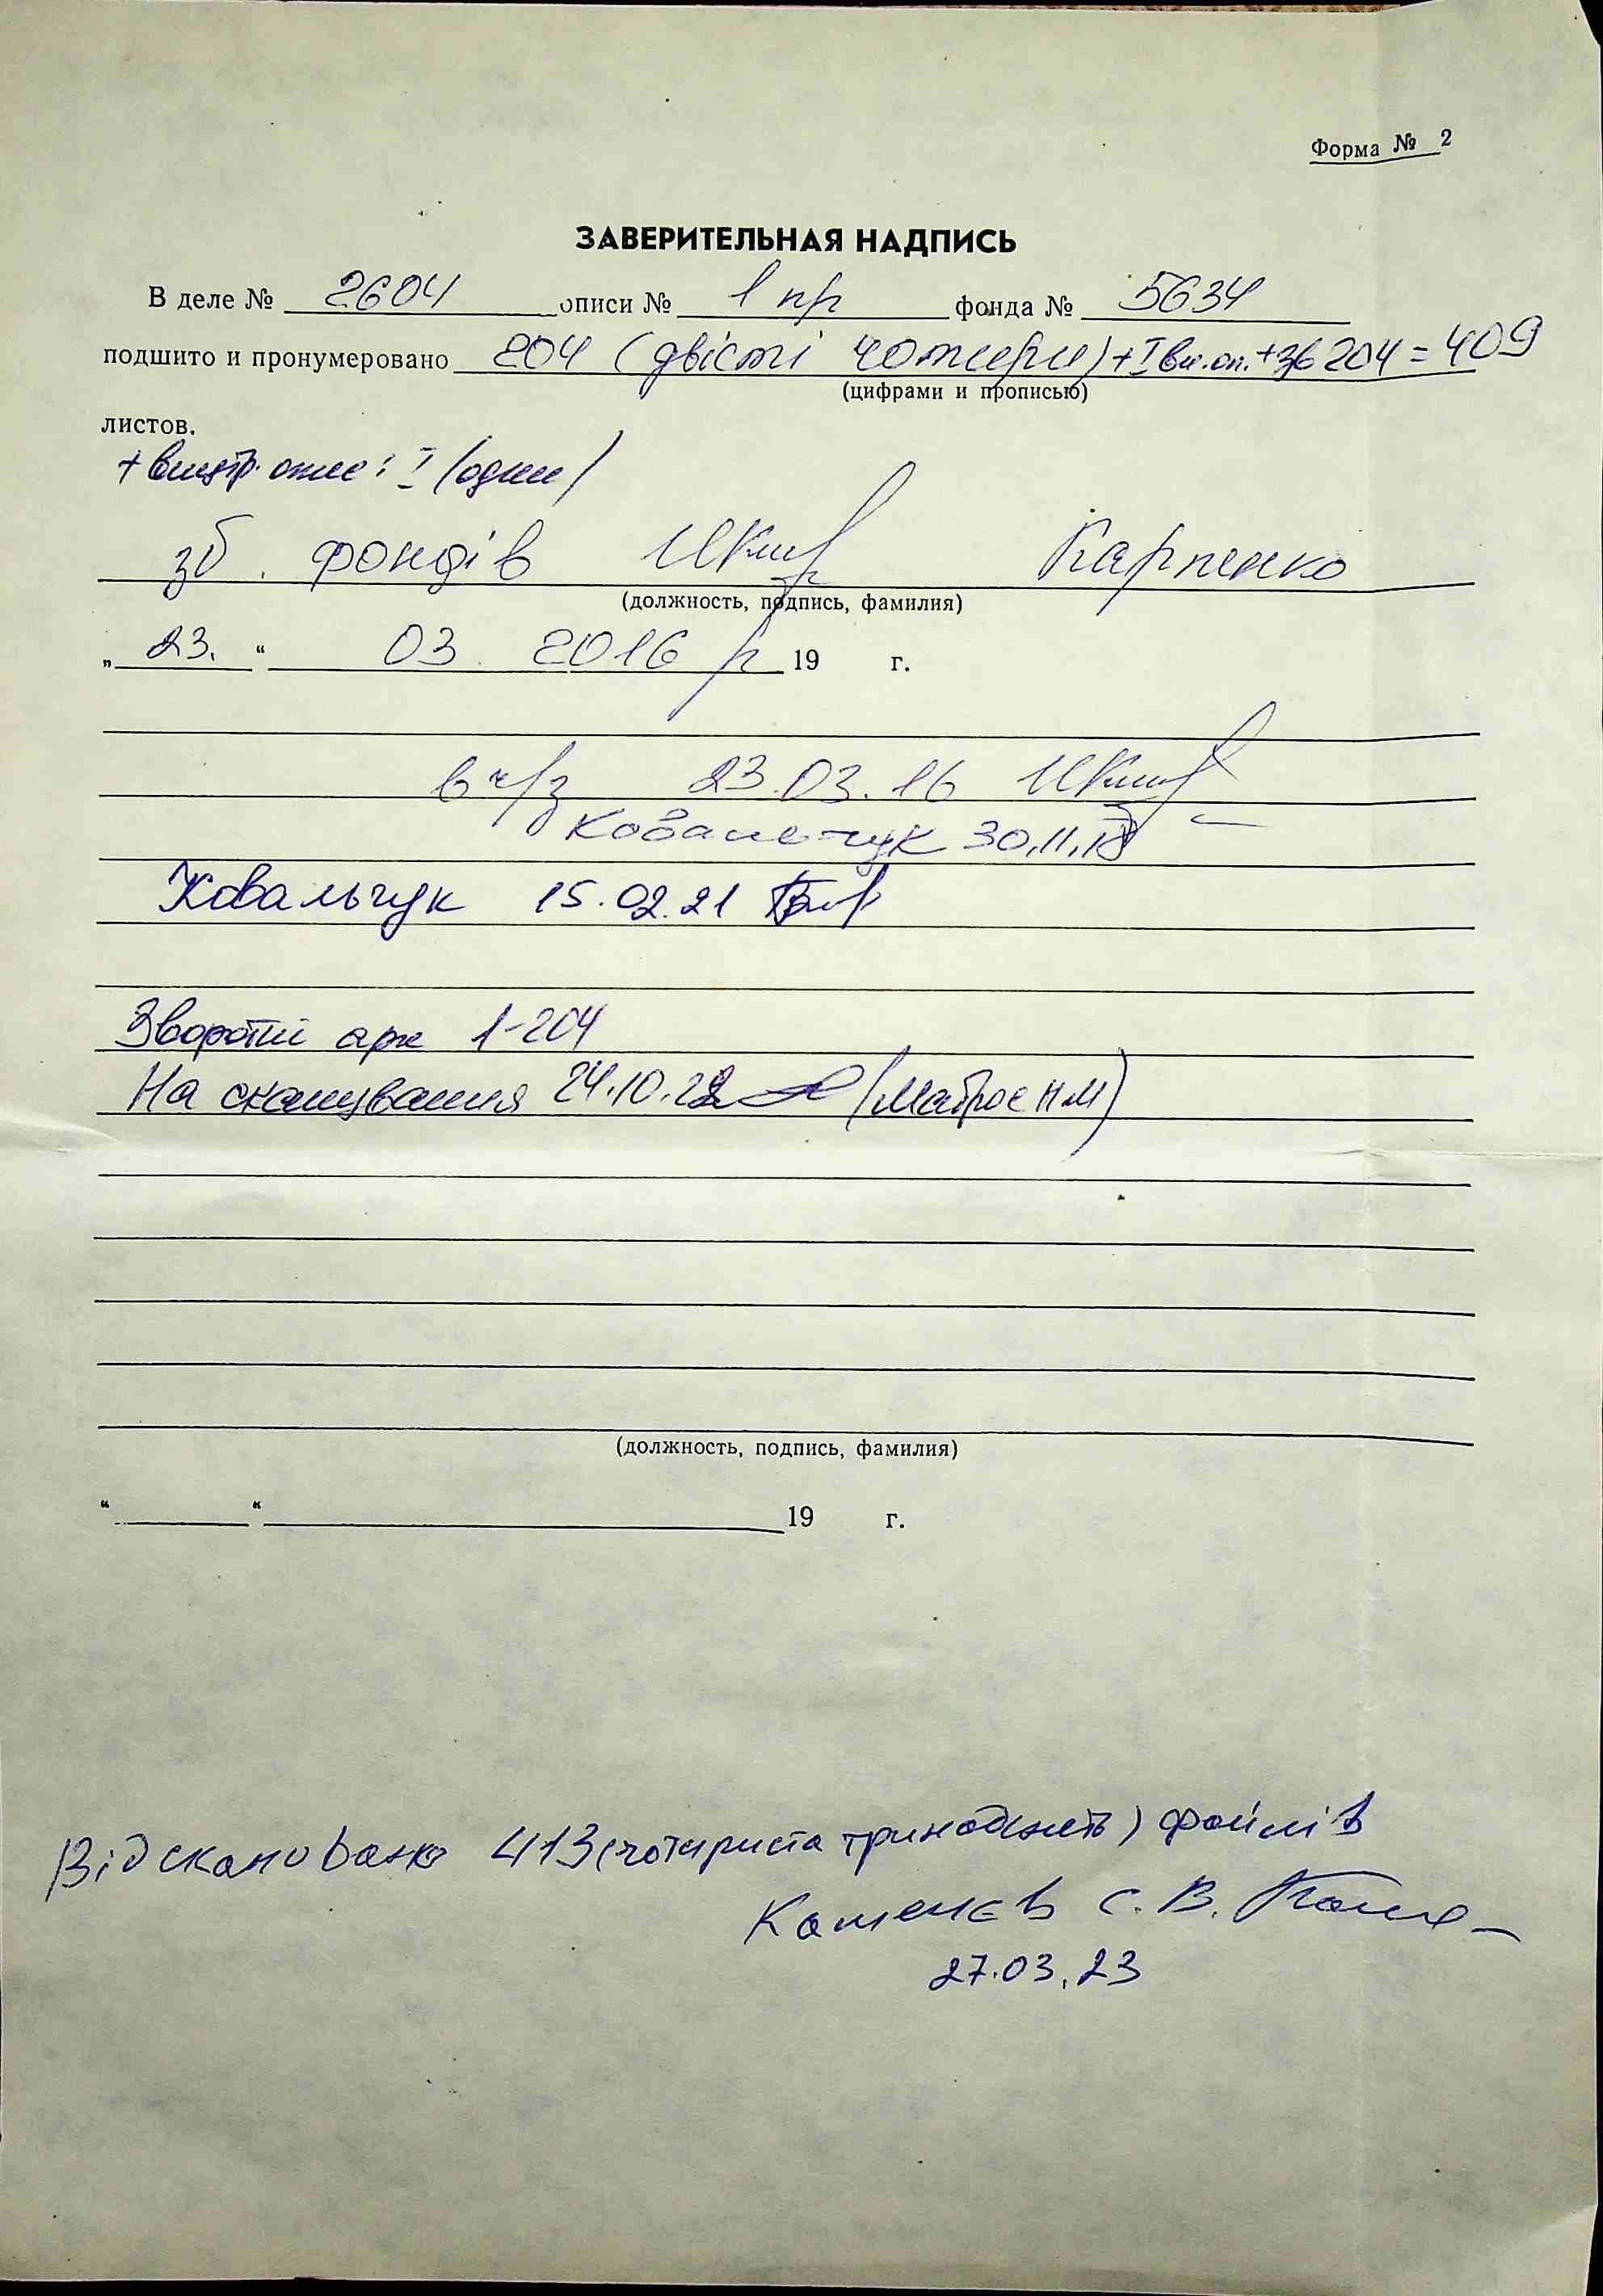 Форма № 2
ЗАВЕРИТЕЛЬНАЯ НАДПИСЬ
В деле № 2604 описи № 1 пр фонда № 5634
подшито и пронумеровано 204 (двісті чотири) + I вн.оп. + зв 204 = 409
(цифрами и прописью)
листов.
+ внутр. опис: I (один)
зб. фондів Карпенко
(должность, подпись, фамилия)
„ 23. “ 03. 2016 р 19 г.
в ч/з 23.03.16
Ковальчук 30.11.18
Ковальчук 15.02.21
Зворотні арк 1-204
На сканування 24.10.22 (Матрос НМ)
(должность, подпись, фамилия)
“ “ 19 г.
Відскановано 413 (чотириста тринадцять) файлів
Каменєв С. В.
27.03.23